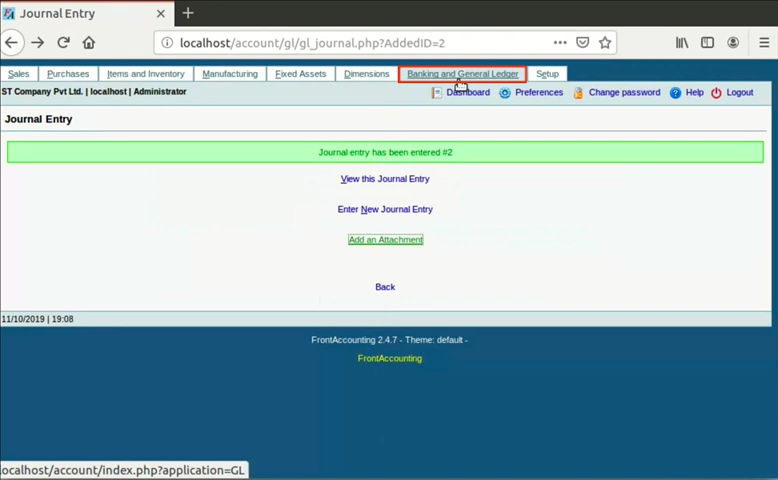 Journal Entry
localhost/account/gl/gl_journal.php?AddedID=2
Sales Purchases Items and Inventory Manufacturing Fixed Assets Dimensions Banking and General Ledger Setup
ST Company Pvt Ltd. | localhost | Administrator
Dashboard Preferences Change password Help Logout
Journal Entry
Journal entry has been entered #2
View this Journal Entry
Enter New Journal Entry
Add an Attachment
Back
11/10/2019 | 19:08
FrontAccounting 2.4.7 - Theme: default -
FrontAccounting
localhost/account/index.php?application=GL